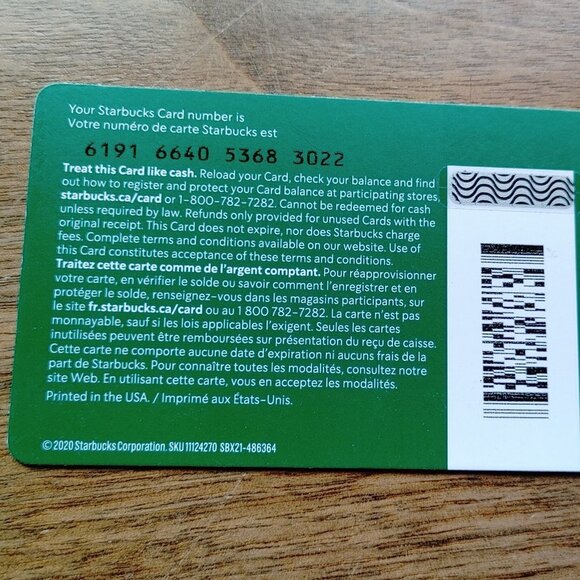 Your Starbucks Card number is
Votre numéro de carte Starbucks est
6191 6640 5368 3022
Treat this Card like cash. Reload your Card, check your balance and find
out how to register and protect your Card balance at participating stores,
starbucks.ca/card or 1-800-782-7282. Cannot be redeemed for cash
unless required by law. Refunds only provided for unused Cards with the
original receipt. This Card does not expire, nor does Starbucks charge
fees. Complete terms and conditions available on our website. Use of
this Card constitutes acceptance of these terms and conditions.
Traitez cette carte comme de l'argent comptant. Pour réapprovisionner
votre carte, en vérifier le solde ou savoir comment l'enregistrer et en
protéger le solde, renseignez-vous dans les magasins participants, sur
le site fr.starbucks.ca/card ou au 1 800 782-7282. La carte n'est pas
monnayable, sauf si les lois applicables l'exigent. Seules les cartes
inutilisées peuvent être remboursées sur présentation du reçu de caisse.
Cette carte ne comporte aucune date d'expiration ni aucuns frais de la
part de Starbucks. Pour connaître toutes les modalités, consultez notre
site Web. En utilisant cette carte, vous en acceptez les modalités.
Printed in the USA. / Imprimé aux États-Unis.
© 2020 Starbucks Corporation. SKU 11124270 SBX21-486364